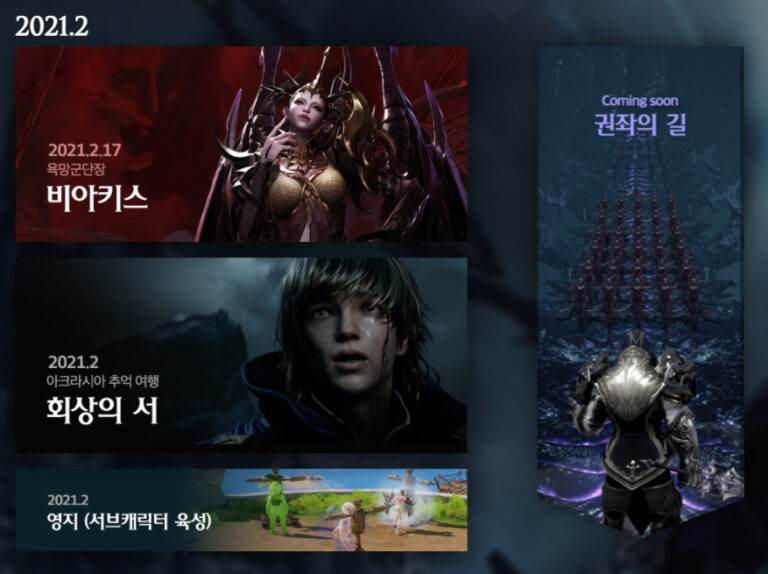 2021.2
2021.2.17
욕망군단장
비아키스
2021.2
아크라시아 추억 여행
회상의 서
2021.2
영지 (서브캐릭터 육성)
Coming soon
권좌의 길